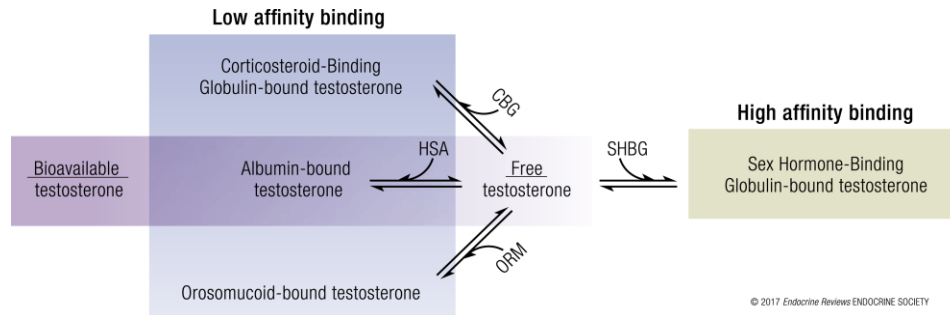 Low affinity binding
Corticosteroid-Binding
Globulin-bound testosterone
CBG
High affinity binding
Bioavailable
testosterone
Albumin-bound
testosterone
HSA
Free
testosterone
SHBG
Sex Hormone-Binding
Globulin-bound testosterone
ORM
Orosomucoid-bound testosterone
© 2017 Endocrine Reviews ENDOCRINE SOCIETY